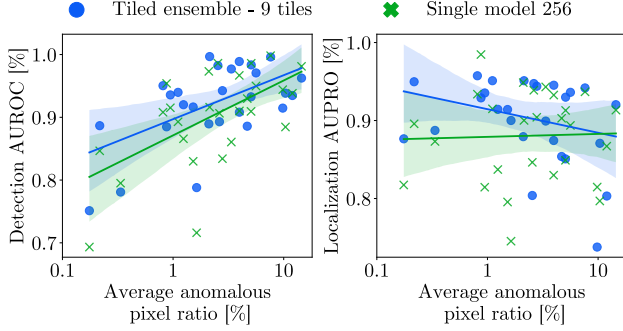 Tiled ensemble - 9 tiles Single model 256
Detection AUROC [%]
1.0
0.9
0.8
0.7
0.1 1.0 10
Average anomalous
pixel ratio [%]
Localization AUPRO [%]
1.0
0.9
0.8
0.1 1.0 10
Average anomalous
pixel ratio [%]